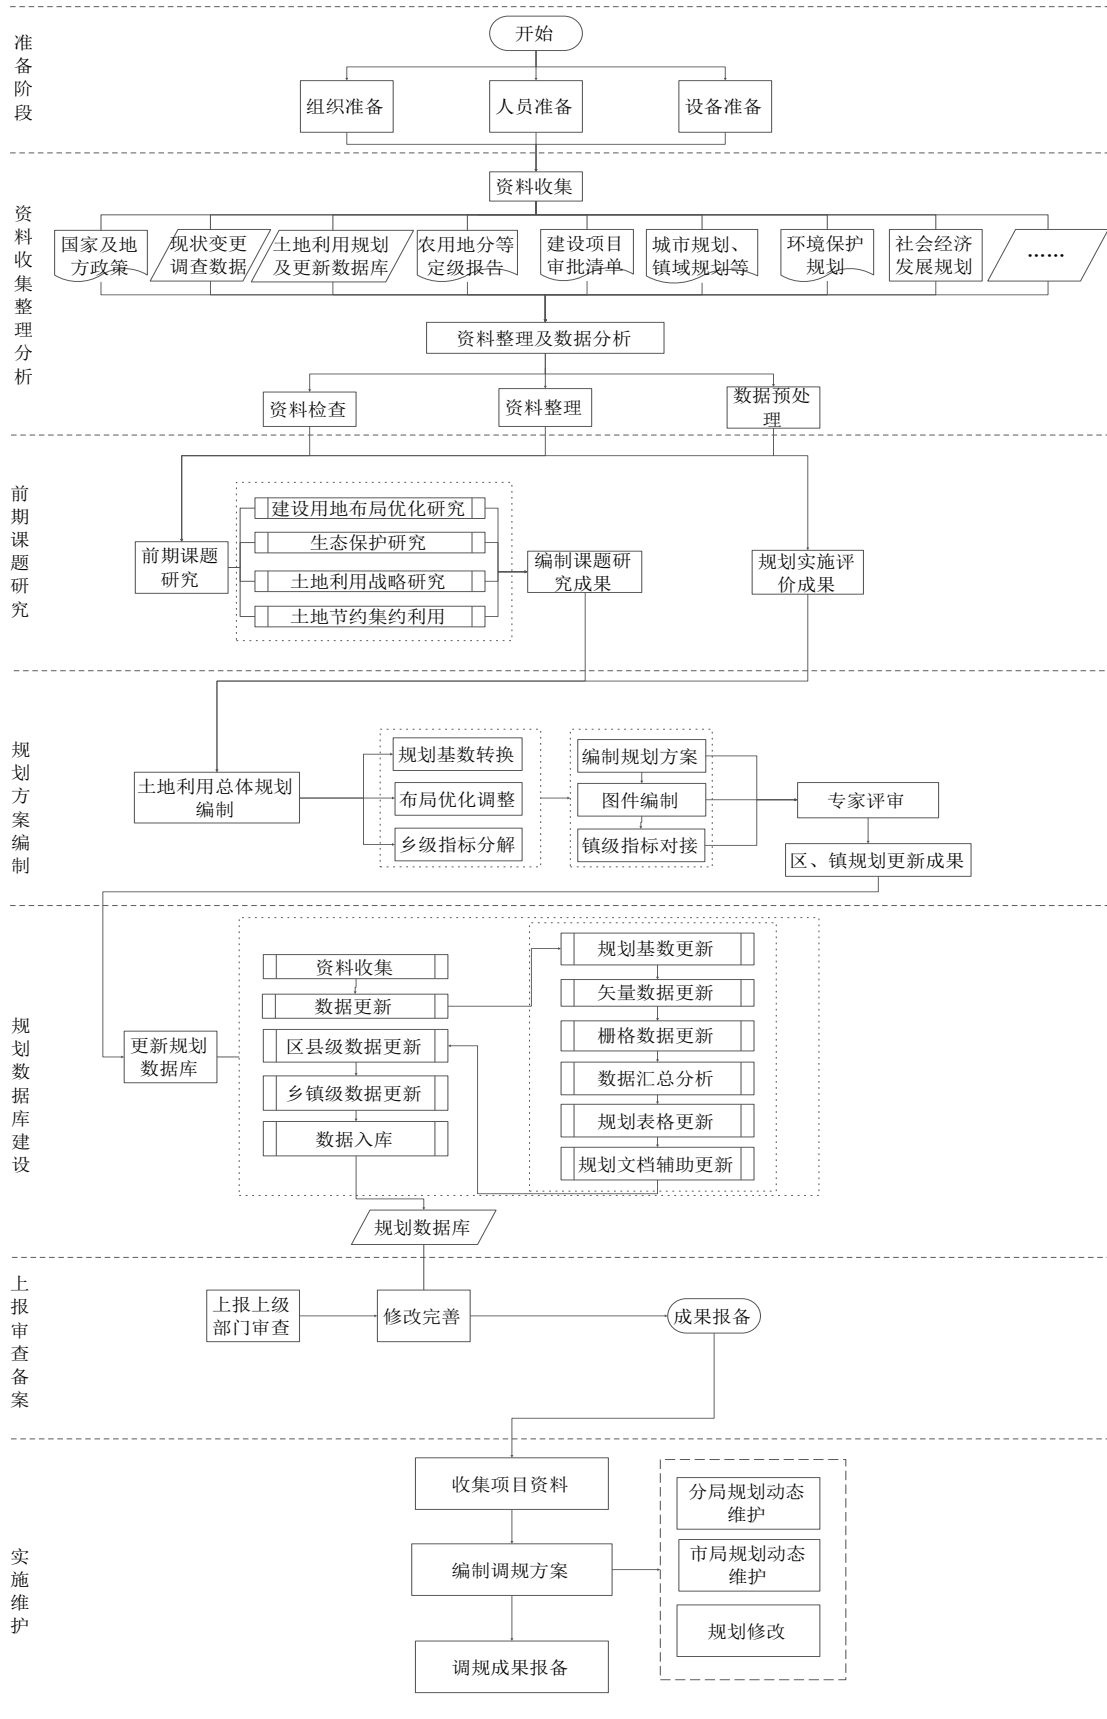 准备阶段
开始
组织准备
人员准备
设备准备
资料收集整理分析
资料收集
国家及地
方政策
现状变更
调查数据
土地利用规划
及更新数据库
农用地分等
定级报告
建设项目
审批清单
城市规划、
镇域规划等
环境保护
规划
社会经济
发展规划
……
资料整理及数据分析
资料检查
资料整理
数据预处
理
前期课题研究
前期课题
研究
建设用地布局优化研究
生态保护研究
土地利用战略研究
土地节约集约利用
编制课题研
究成果
规划实施评
价成果
规划方案编制
土地利用总体规划
编制
规划基数转换
布局优化调整
乡级指标分解
编制规划方案
图件编制
镇级指标对接
专家评审
区、镇规划更新成果
规划数据库建设
更新规划
数据库
资料收集
数据更新
区县级数据更新
乡镇级数据更新
数据入库
规划基数更新
矢量数据更新
栅格数据更新
数据汇总分析
规划表格更新
规划文档辅助更新
规划数据库
上报审查备案
上报上级
部门审查
修改完善
成果报备
实施维护
收集项目资料
编制调规方案
调规成果报备
分局规划动态
维护
市局规划动态
维护
规划修改